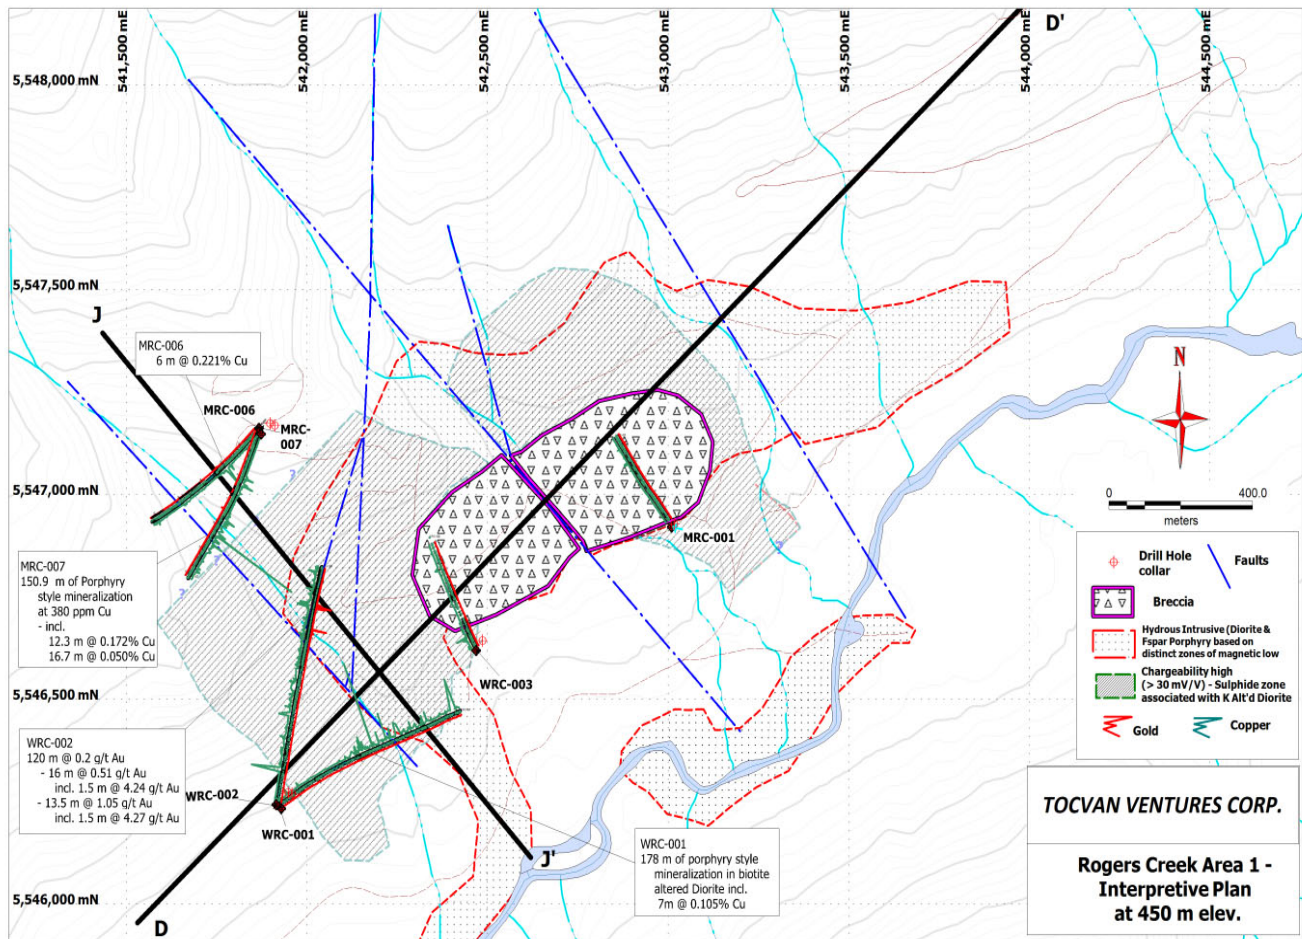 541,500 mE
542,000 mE
542,500 mE
543,000 mE
543,500 mE
544,000 mE
544,500 mE
D'
5,548,000 mN
5,547,500 mN
J
MRC-006
6 m @ 0.221% Cu
N
MRC-006
MRC-
007
?
5,547,000 mN
0
400.0
meters
MRC-001
?
?
MRC-007
150.9 m of Porphyry
style mineralization
at 380 ppm Cu
- incl.
12.3 m @ 0.172% Cu
16.7 m @ 0.050% Cu
Drill Hole
collar
Faults
Breccia
Hydrous Intrusive (Diorite &
Fspar Porphyry based on
distinct zones of magnetic low
Chargeability high
(> 30 mV/V) - Sulphide zone
associated with K Alt'd Diorite
Gold
Copper
WRC-003
5,546,500 mN
WRC-002
120 m @ 0.2 g/t Au
- 16 m @ 0.51 g/t Au
incl. 1.5 m @ 4.24 g/t Au
- 13.5 m @ 1.05 g/t Au
incl. 1.5 m @ 4.27 g/t Au
WRC-002
WRC-001
J'
WRC-001
178 m of porphyry style
mineralization in biotite
altered Diorite incl.
7m @ 0.105% Cu
5,546,000 mN
D
TOCVAN VENTURES CORP.
Rogers Creek Area 1 -
Interpretive Plan
at 450 m elev.